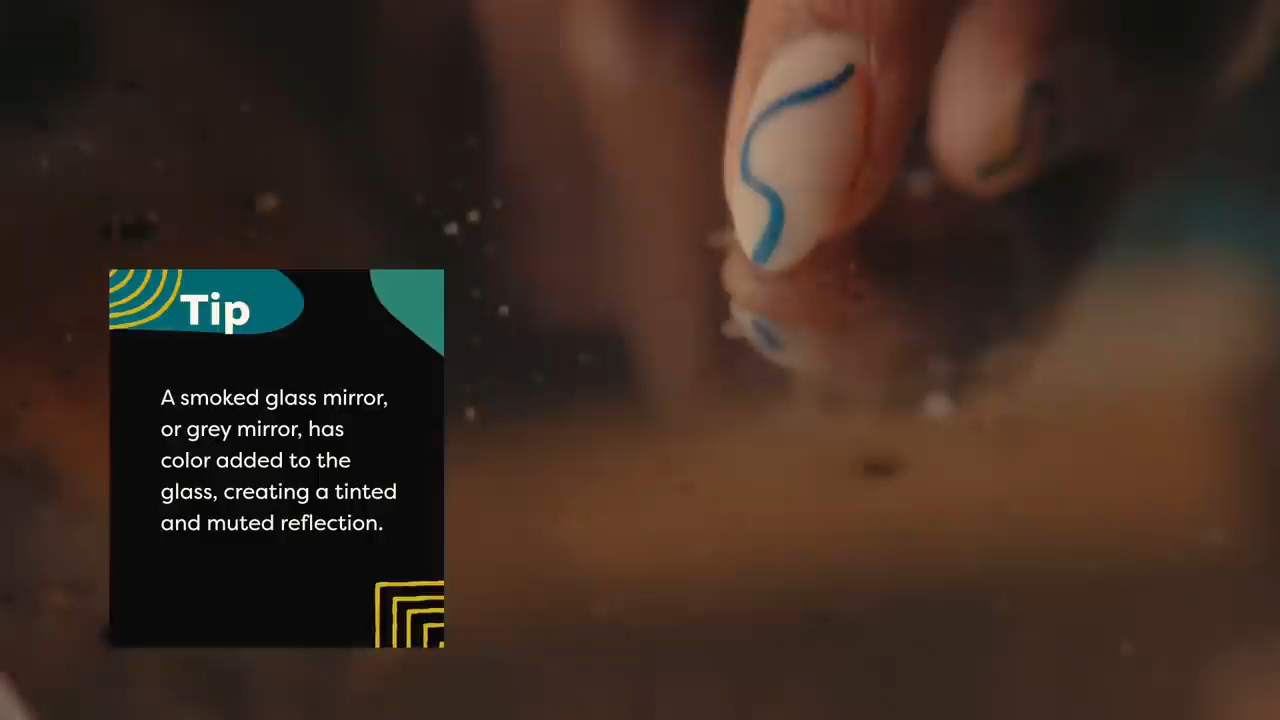 Tip
A smoked glass mirror,
or grey mirror, has
color added to the
glass, creating a tinted
and muted reflection.